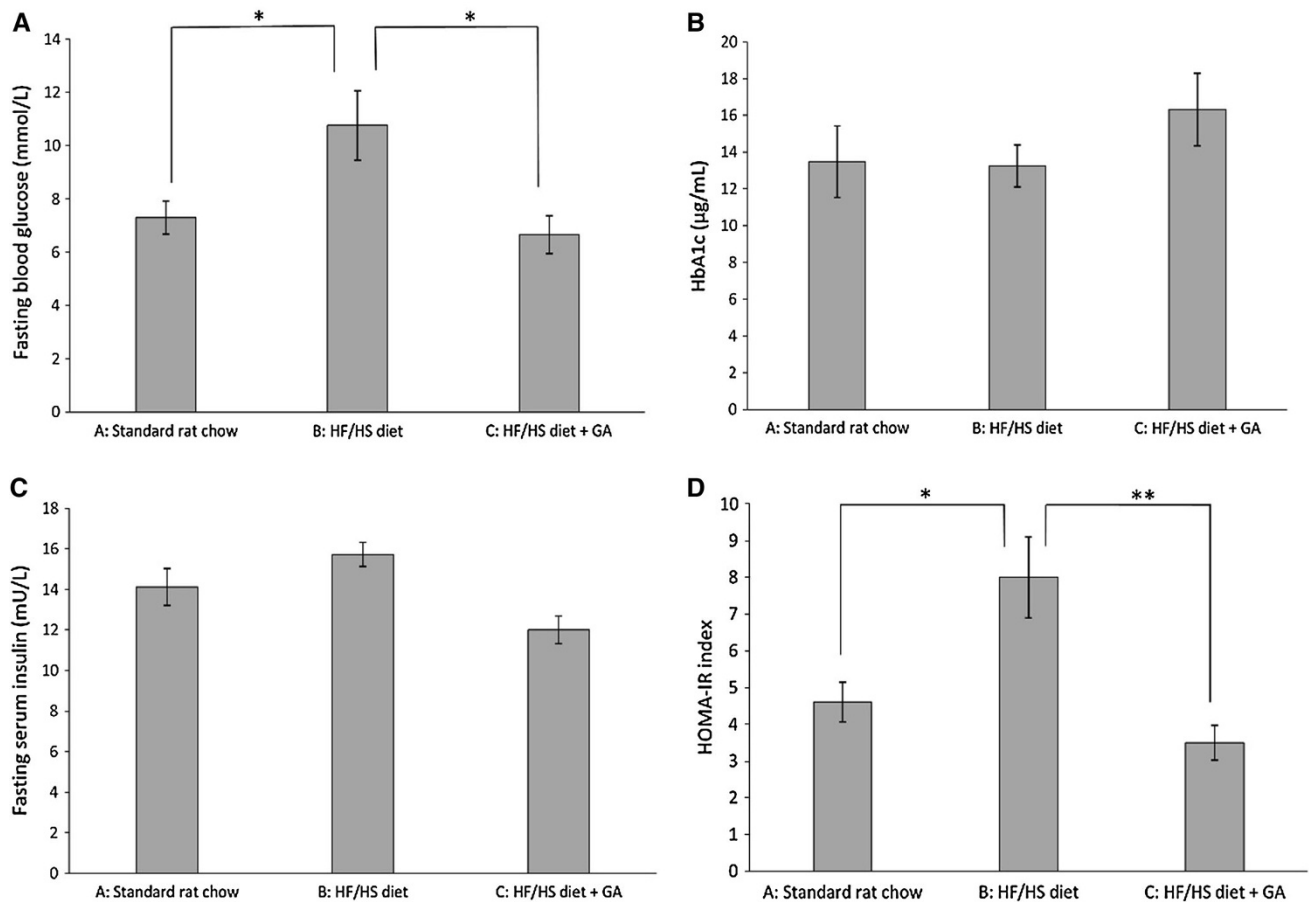 A
*
*
Fasting blood glucose (mmol/L)
14
12
10
8
6
4
2
0
A: Standard rat chow
B: HF/HS diet
C: HF/HS diet + GA
B
HbA1c (µg/mL)
20
18
16
14
12
10
8
6
4
2
0
A: Standard rat chow
B: HF/HS diet
C: HF/HS diet + GA
C
Fasting serum insulin (mU/L)
18
16
14
12
10
8
6
4
2
0
A: Standard rat chow
B: HF/HS diet
C: HF/HS diet + GA
D
*
**
HOMA-IR index
10
9
8
7
6
5
4
3
2
1
0
A: Standard rat chow
B: HF/HS diet
C: HF/HS diet + GA